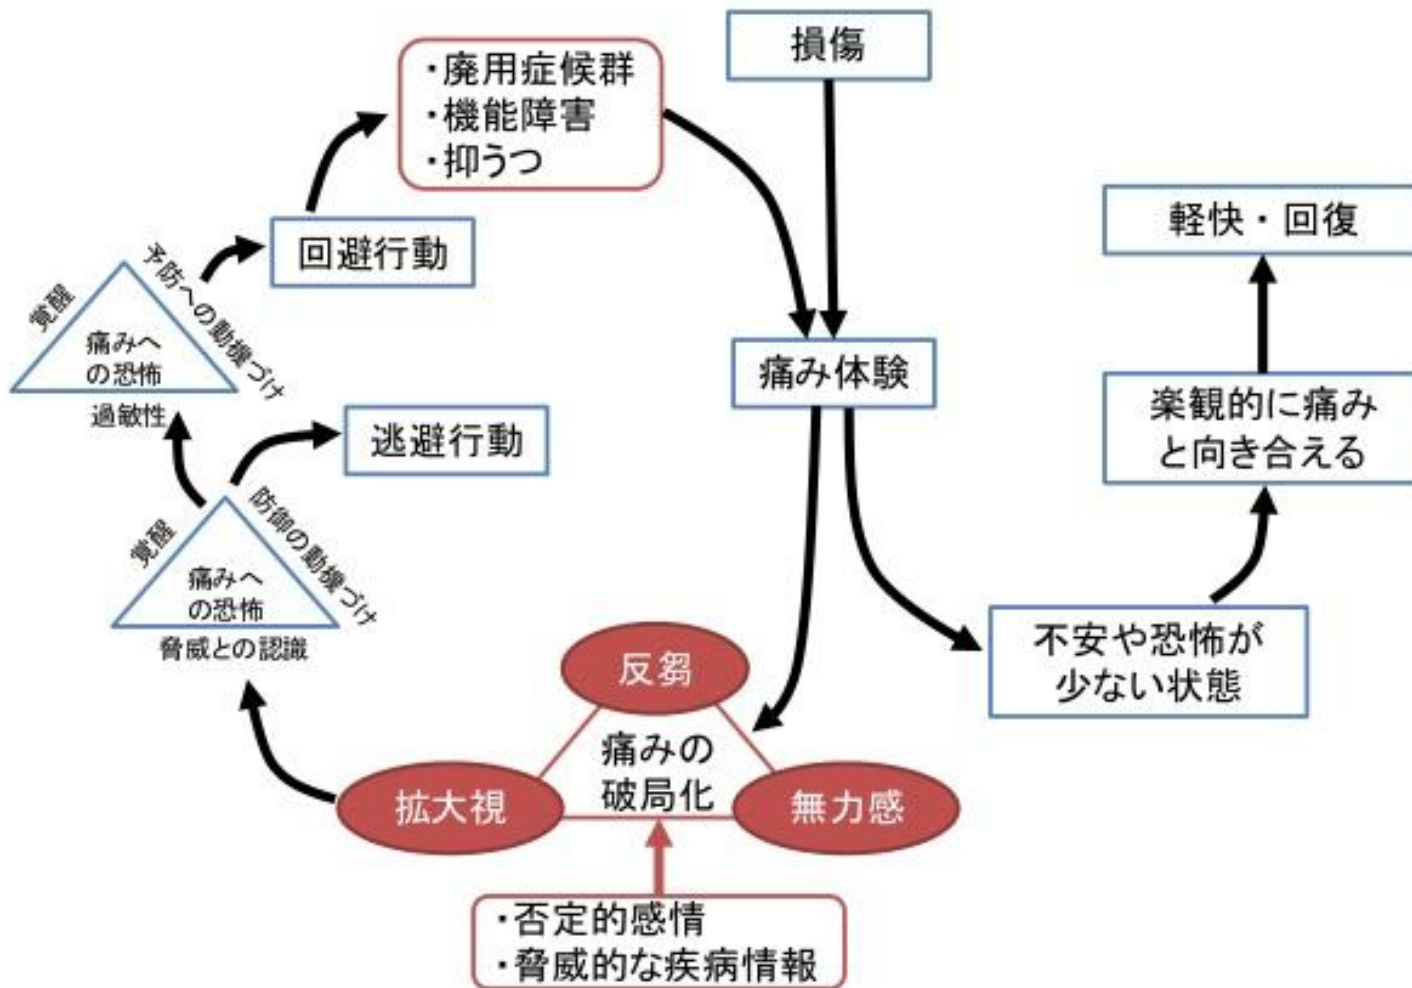 損傷
・廃用症候群
・機能障害
・抑うつ
軽快・回復
回避行動
覚醒
予防への動機づけ
痛みへ
の恐怖
過敏性
痛み体験
楽観的に痛み
と向き合える
逃避行動
覚醒
防御の動機づけ
痛みへ
の恐怖
脅威との認識
不安や恐怖が
少ない状態
反芻
痛みの
破局化
拡大視
無力感
・否定的感情
・脅威的な疾病情報